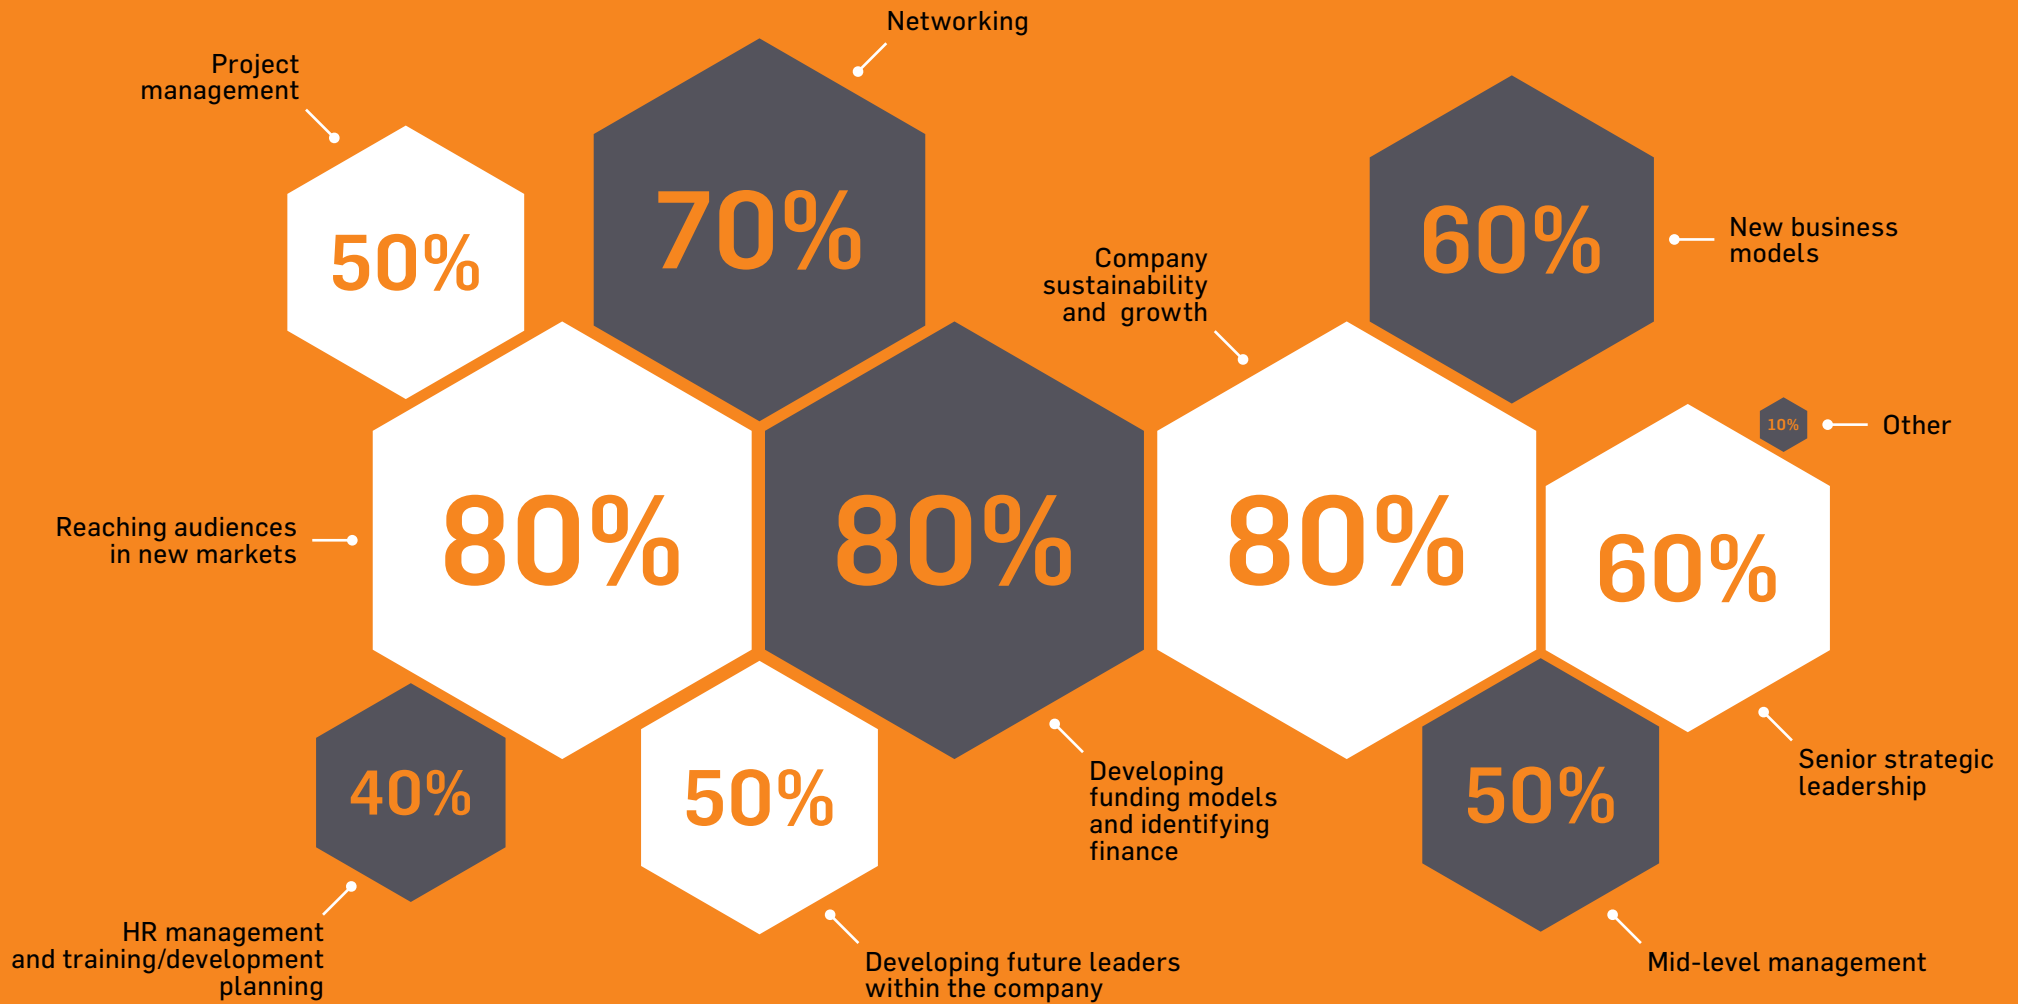 Networking
Project
management
70%
50%
60%
New business
models
Company
sustainability
and growth
10%
Other
Reaching audiences
in new markets
80%
80%
80%
60%
Developing
funding models
and identifying
finance
Senior strategic
leadership
40%
50%
50%
HR management
and training/development
planning
Developing future leaders
within the company
Mid-level management